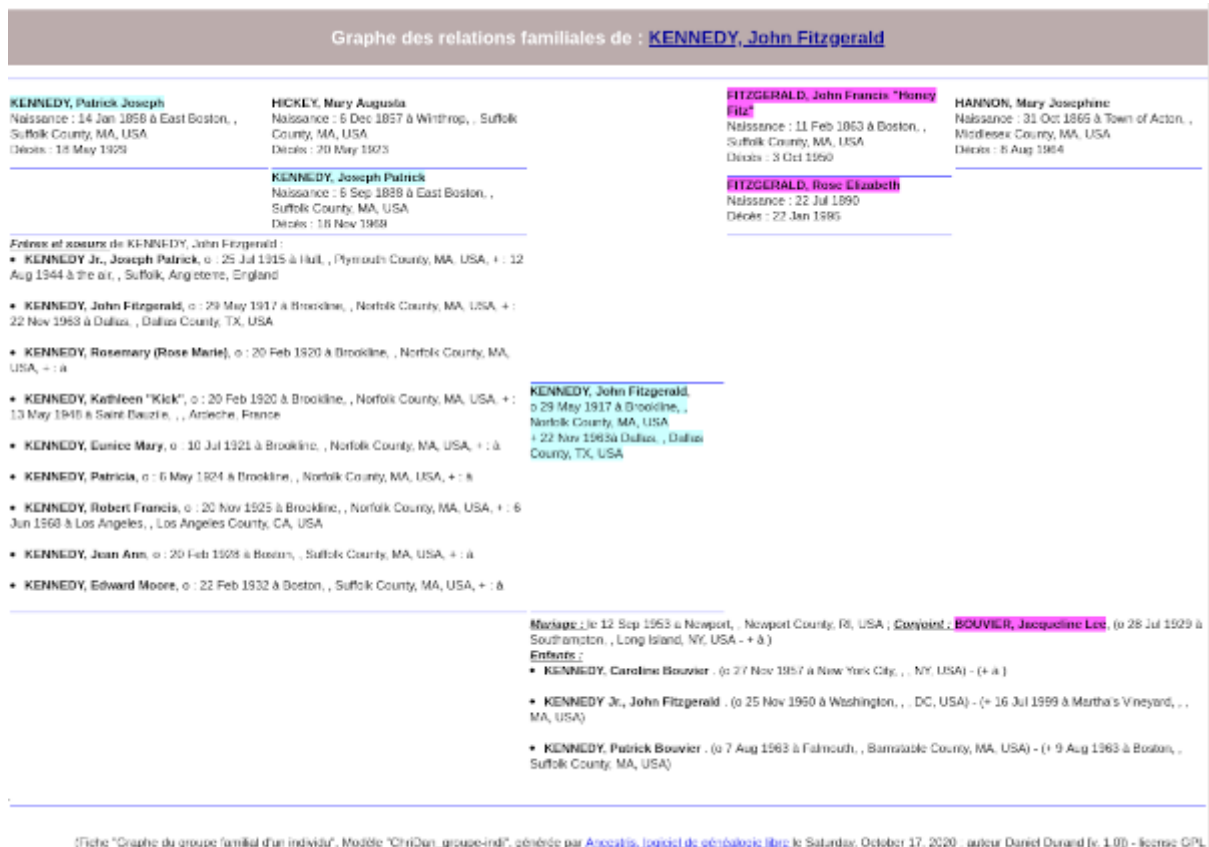 Graphe des relations familiales de : KENNEDY, John Fitzgerald
KENNEDY, Patrick Joseph
Naissance : 14 Jan 1858 à East Boston, ,
Suffolk County, MA, USA
Décès : 18 May 1929
HICKEY, Mary Augusta
Naissance : 6 Dec 1857 à Winthrop, , Suffolk
County, MA, USA
Décès : 20 May 1923
FITZGERALD, John Francis "Honey
Fitz"
Naissance : 11 Feb 1863 à Boston, ,
Suffolk County, MA, USA
Décès : 3 Oct 1950
HANNON, Mary Josephine
Naissance : 31 Oct 1865 à Town of Acton, ,
Middlesex County, MA, USA
Décès : 8 Aug 1964
KENNEDY, Joseph Patrick
Naissance : 6 Sep 1888 à East Boston, ,
Suffolk County, MA, USA
Décès : 18 Nov 1969
FITZGERALD, Rose Elizabeth
Naissance : 22 Jul 1890
Décès : 22 Jan 1995
Frères et soeurs de KENNEDY, John Fitzgerald :
• KENNEDY Jr., Joseph Patrick, o : 25 Jul 1915 à Hull, , Plymouth County, MA, USA, + : 12
Aug 1944 à the air, , Suffolk, Angleterre, England
• KENNEDY, John Fitzgerald, o : 29 May 1917 à Brookline, , Norfolk County, MA, USA, + :
22 Nov 1963 à Dallas, , Dallas County, TX, USA
• KENNEDY, Rosemary (Rose Marie), o : 20 Feb 1920 à Brookline, , Norfolk County, MA,
USA, + : à
• KENNEDY, Kathleen "Kick", o : 20 Feb 1920 à Brookline, , Norfolk County, MA, USA, + :
13 May 1948 à Saint Bauzile, , , Ardeche, France
• KENNEDY, Eunice Mary, o : 10 Jul 1921 à Brookline, , Norfolk County, MA, USA, + : à
• KENNEDY, Patricia, o : 6 May 1924 à Brookline, , Norfolk County, MA, USA, + : à
• KENNEDY, Robert Francis, o : 20 Nov 1925 à Brookline, , Norfolk County, MA, USA, + : 6
Jun 1968 à Los Angeles, , Los Angeles County, CA, USA
• KENNEDY, Jean Ann, o : 20 Feb 1928 à Boston, , Suffolk County, MA, USA, + : à
• KENNEDY, Edward Moore, o : 22 Feb 1932 à Boston, , Suffolk County, MA, USA, + : à
KENNEDY, John Fitzgerald,
o 29 May 1917 à Brookline, ,
Norfolk County, MA, USA
+ 22 Nov 1963à Dallas, , Dallas
County, TX, USA
Mariage : le 12 Sep 1953 à Newport, , Newport County, RI, USA ; Conjoint : BOUVIER, Jacqueline Lee, (o 28 Jul 1929 à
Southampton, , Long Island, NY, USA - + à )
Enfants :
• KENNEDY, Caroline Bouvier . (o 27 Nov 1957 à New York City, , , NY, USA) - (+ à )
• KENNEDY Jr., John Fitzgerald . (o 25 Nov 1960 à Washington, , , DC, USA) - (+ 16 Jul 1999 à Martha's Vineyard, , ,
MA, USA)
• KENNEDY, Patrick Bouvier . (o 7 Aug 1963 à Falmouth, , Barnstable County, MA, USA) - (+ 9 Aug 1963 à Boston, ,
Suffolk County, MA, USA)
(Fiche "Graphe du groupe familial d'un individu", Modèle "ChriDan_groupe-indi", générée par Ancestris, logiciel de généalogie libre le Saturday, October 17, 2020 ; auteur Daniel Durand (v. 1.0)) - license GPL